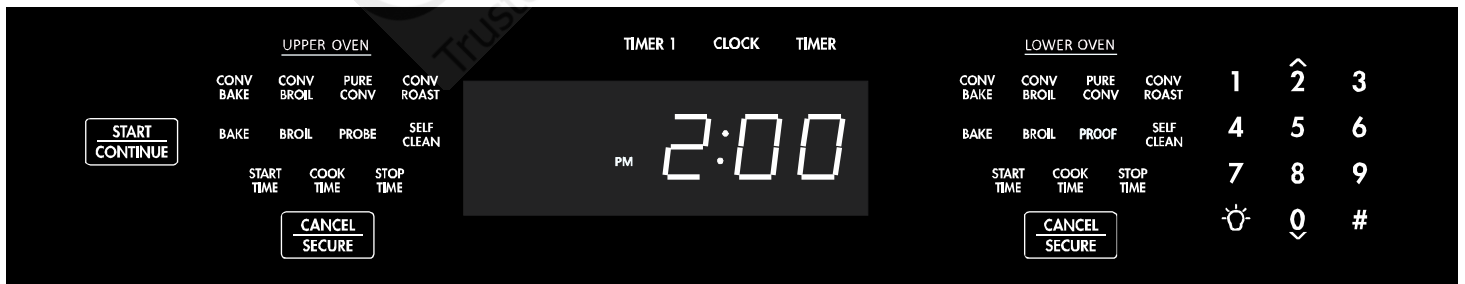 UPPER OVEN
TIMER 1 CLOCK TIMER
LOWER OVEN
CONV BAKE
CONV BROIL
PURE CONV
CONV ROAST
BAKE
BROIL
PROBE
SELF CLEAN
START TIME
COOK TIME
STOP TIME
START
CONTINUE
CANCEL
SECURE
PM 2:00
CONV BAKE
CONV BROIL
PURE CONV
CONV ROAST
BAKE
BROIL
PROOF
SELF CLEAN
START TIME
COOK TIME
STOP TIME
CANCEL
SECURE
1 2 3
4 5 6
7 8 9
0 #